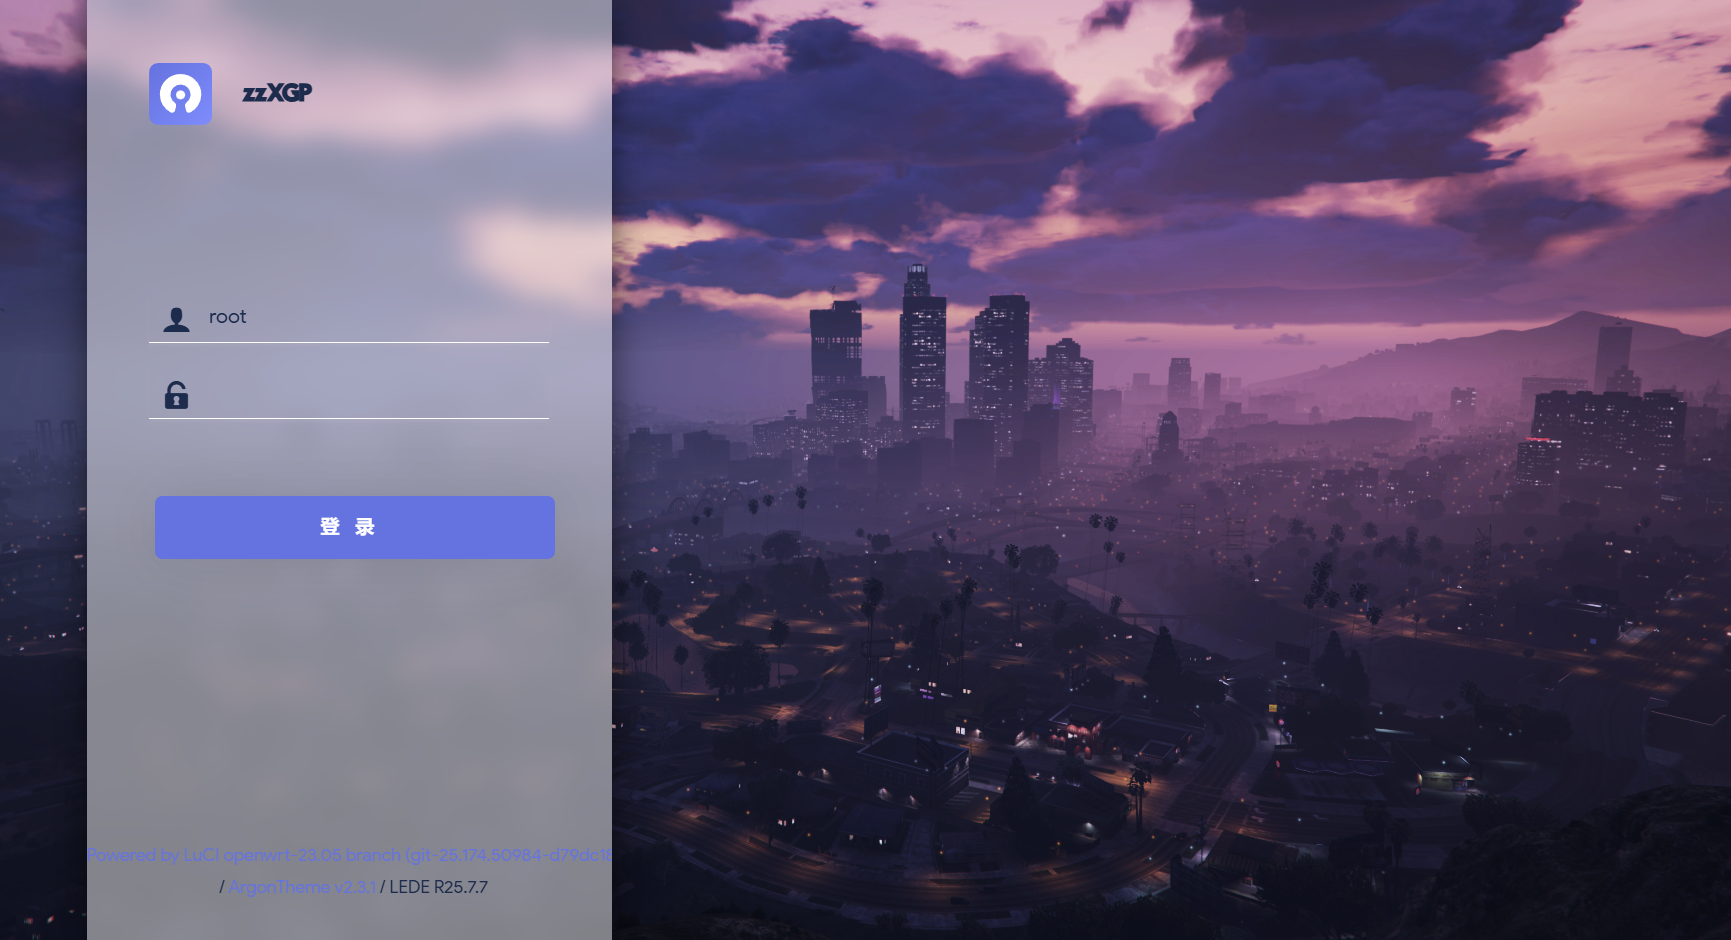 zzXGP
root
登 录
Powered by LuCI openwrt-23.05 branch (git-25.174.50984-d79dc18
/ ArgonTheme v2.3.1 / LEDE R25.7.7